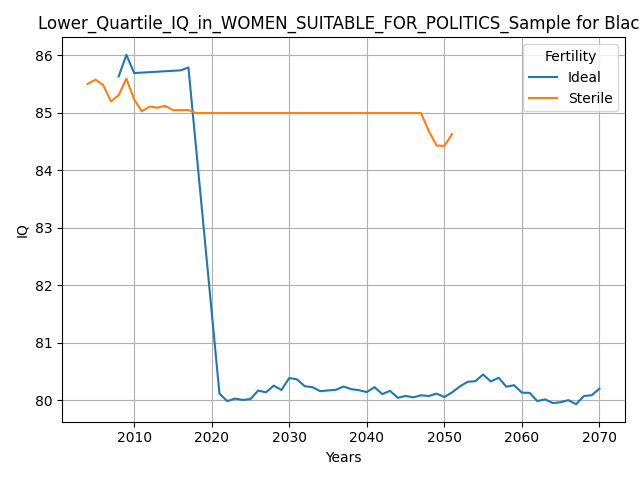 Lower_Quartile_IQ_in_WOMEN_SUITABLE_FOR_POLITICS_Sample for Blac
Fertility
Ideal
Sterile
86
85
84
83
82
81
80
IQ
2010 2020 2030 2040 2050 2060 2070
Years